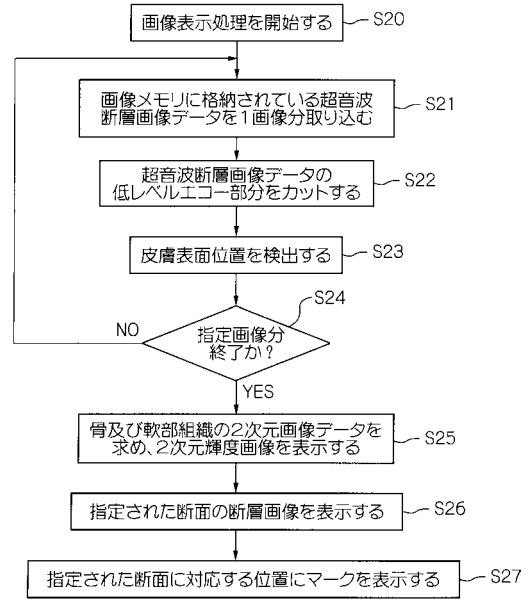 画像表示処理を開始する
S20
画像メモリに格納されている超音波
断層画像データを1画像分取り込む
S21
超音波断層画像データの
低レベルエコー部分をカットする
S22
皮膚表面位置を検出する
S23
S24
指定画像分
終了か?
NO
YES
骨及び軟部組織の2次元画像データを
求め、2次元輝度画像を表示する
S25
指定された断面の断層画像を表示する
S26
指定された断面に対応する位置にマークを表示する
S27